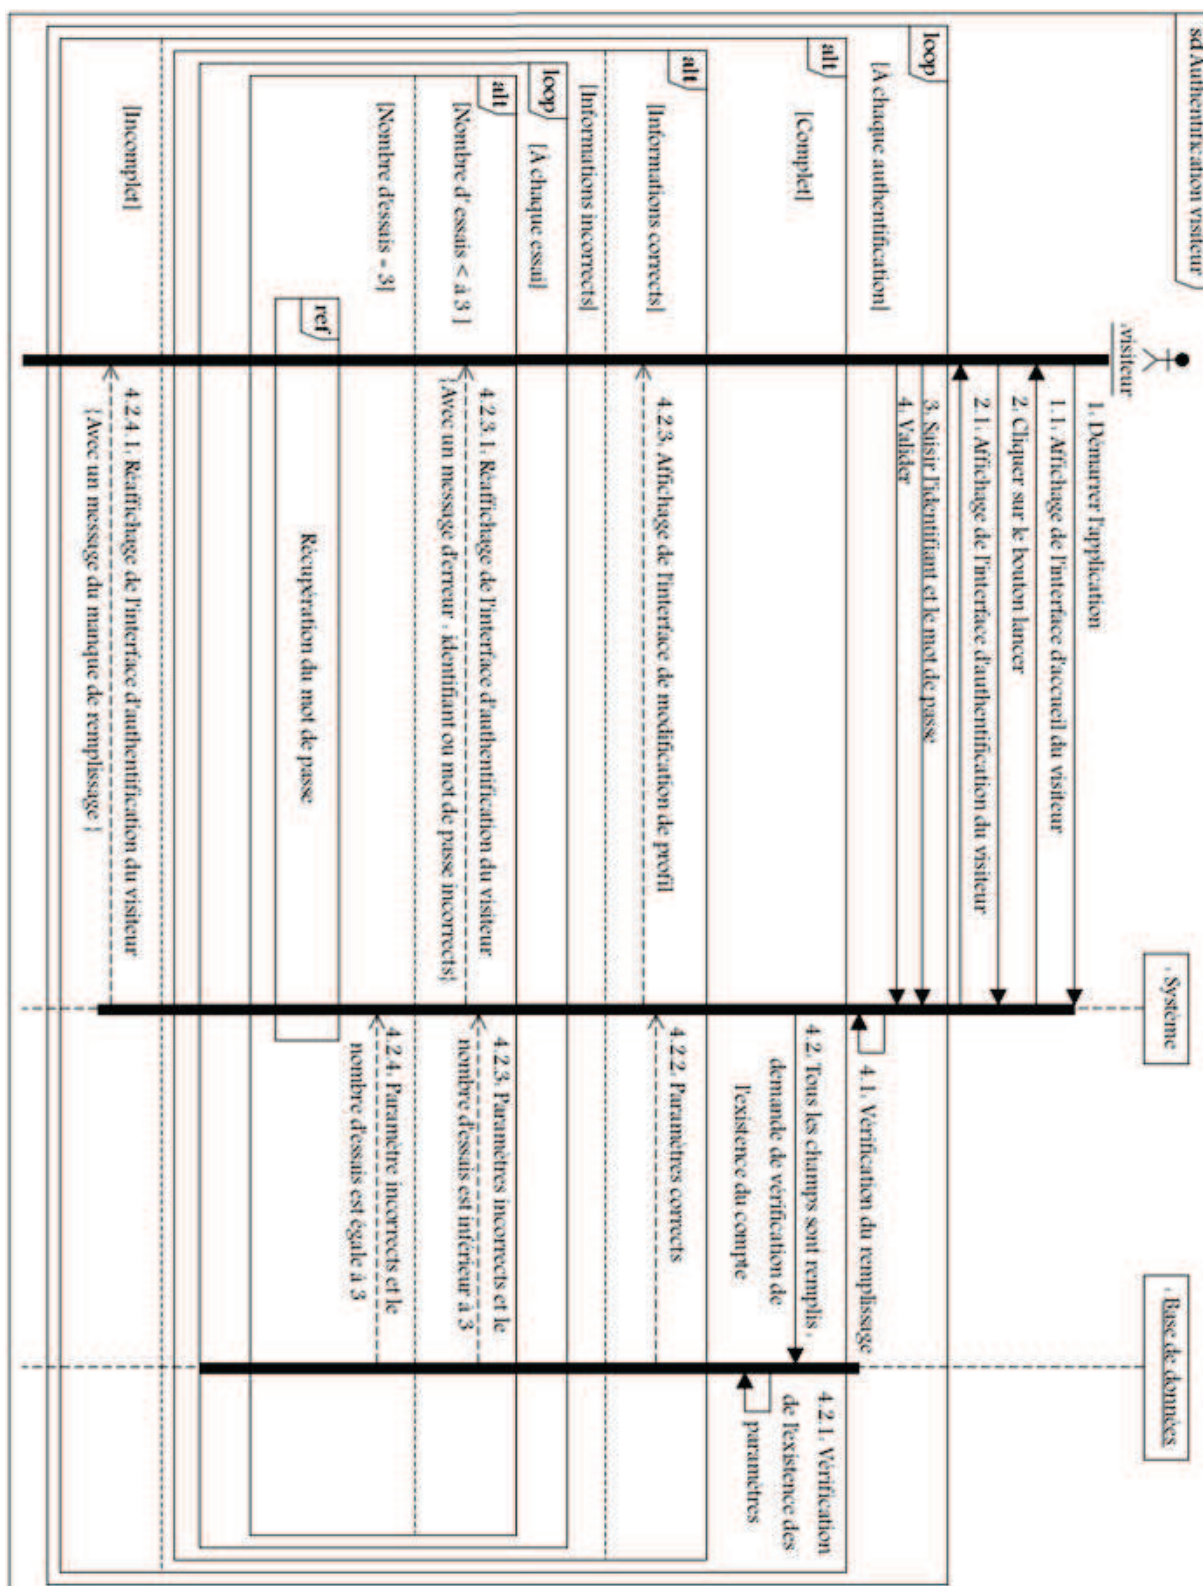 sd Authentification visiteur
:visiteur
: Système
: Base de données
1. Démarrer l'application
1.1. Affichage de l'interface d'accueil du visiteur
2. Cliquer sur le bouton lancer
2.1. Affichage de l'interface d'authentification du visiteur
loop
[À chaque authentification]
3. Saisir l'identifiant et le mot de passe
4. Valider
4.1. Vérification du remplissage
alt
[Complet]
4.2. Tous les champs sont remplis ,
demande de vérification de
l'existence du compte
4.2.1. Vérification
de l'existence des
paramètres
alt
[Informations corrects]
4.2.2. Paramètres corrects
4.2.3. Affichage de l'interface de modification de profil
[Informations incorrects]
loop
[À chaque essai]
alt
[Nombre d' essais < à 3 ]
4.2.3. Paramètres incorrects et le
nombre d'essais est inférieur à 3
4.2.3.1. Réaffichage de l'interface d'authentification du visiteur
{Avec un message d'erreur : identifiant ou mot de passe incorrects}
[Nombre d'essais = 3]
4.2.4. Paramètre incorrects et le
nombre d'essais est égale à 3
ref
Récupération du mot de passe
[Incomplet]
4.2.4.1. Réaffichage de l'interface d'authentification du visiteur
{Avec un message du manque de remplissage }